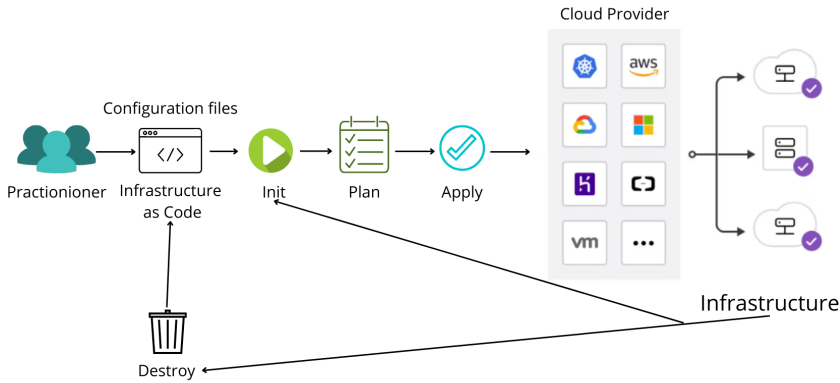 Cloud Provider
aws
Configuration files
</>
Practionioner
Infrastructure
as Code
Init
Plan
Apply
vm
Infrastructure
Destroy